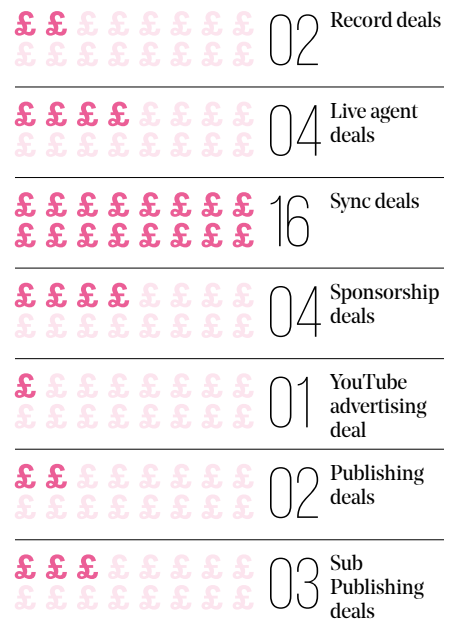 ££££££££ 02 Record deals
££££££££
££££££££ 04 Live agent
££££££££ deals
££££££££ 16 Sync deals
££££££££
££££££££ 04 Sponsorship
££££££££ deals
££££££££ 01 YouTube
££££££££ advertising
deal
££££££££ 02 Publishing
££££££££ deals
££££££££ 03 Sub
££££££££ Publishing
deals